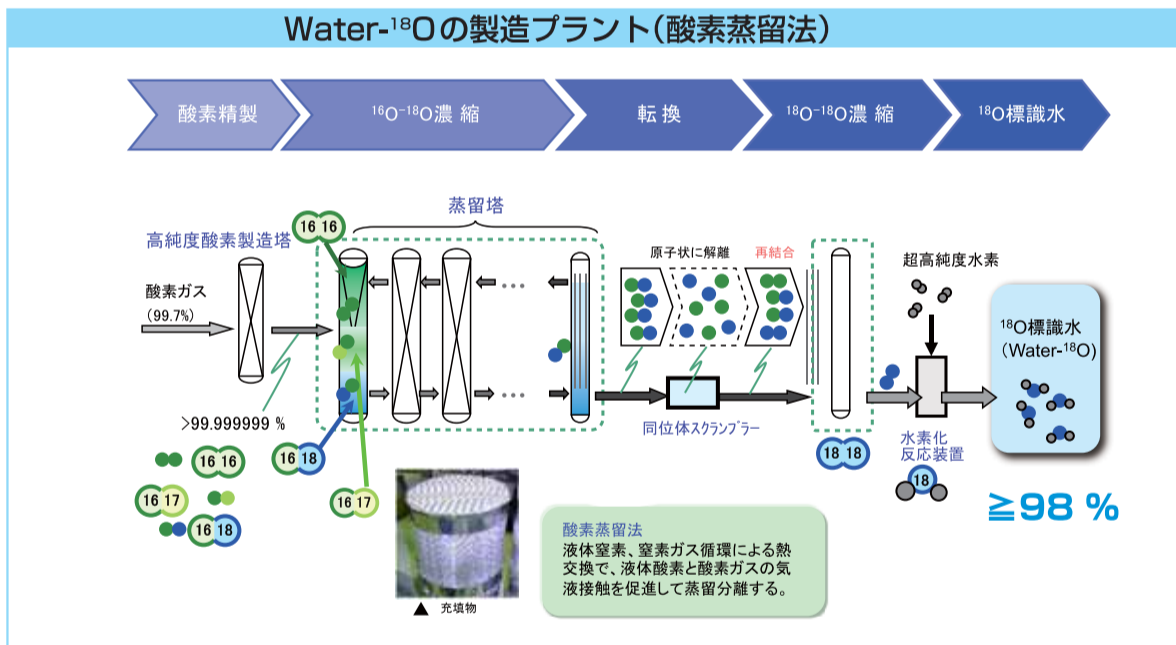 Water-¹⁸Oの製造プラント(酸素蒸留法)
酸素精製
¹⁶O-¹⁸O濃 縮
転 換
¹⁸O-¹⁸O濃 縮
¹⁸O標識水
蒸留塔
16 16
高純度酸素製造塔
酸素ガス
(99.7%)
>99.999999 %
16 16
16 17
16 18
16 18
16 17
…
…
原子状に解離
再結合
同位体スクランブラー
18 18
超高純度水素
水素化
反応装置
18
¹⁸O標識水
(Water-¹⁸O)
≧98 %
▲ 充填物
酸素蒸留法
液体窒素、窒素ガス循環による熱
交換で、液体酸素と酸素ガスの気
液接触を促進して蒸留分離する。